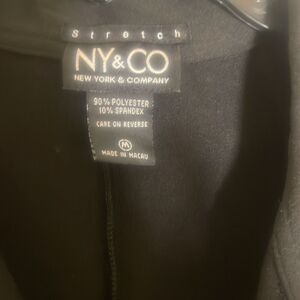 Stretch
NY&CO
NEW YORK & COMPANY
90% POLYESTER
10% SPANDEX
CARE ON REVERSE
M
MADE IN MACAU